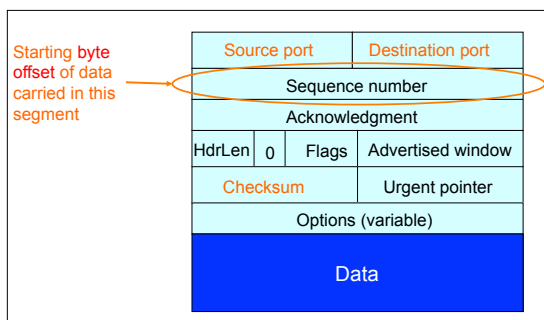 Starting byte
offset of data
carried in this
segment
Source port Destination port
Sequence number
Acknowledgment
HdrLen 0 Flags Advertised window
Checksum Urgent pointer
Options (variable)
Data